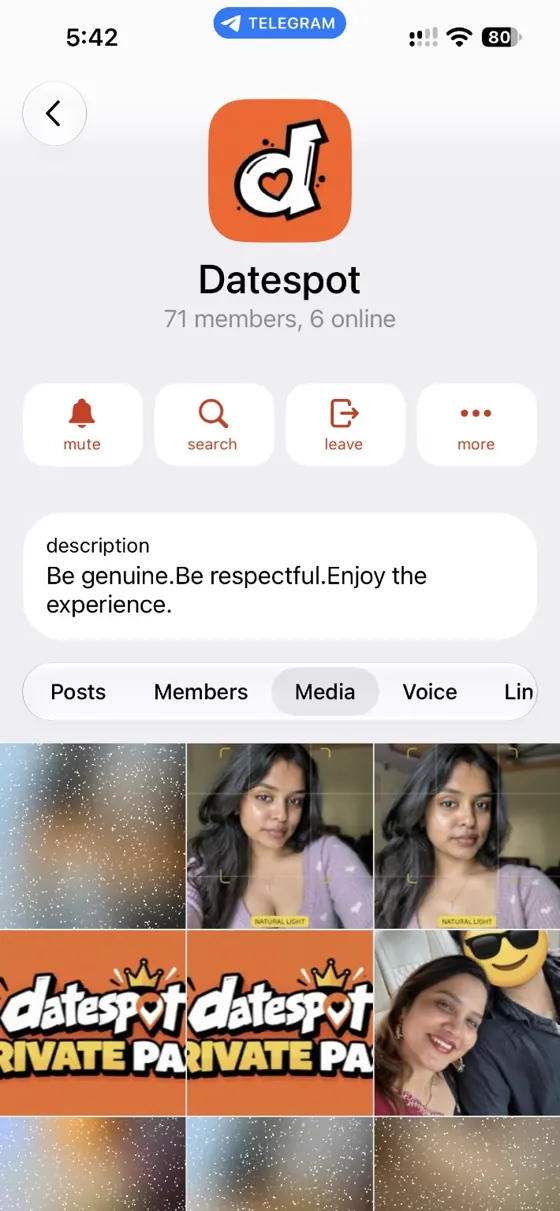 5:42
TELEGRAM
80
d
Datespot
71 members, 6 online
mute
search
leave
more
description
Be genuine.Be respectful.Enjoy the
experience.
Posts
Members
Media
Voice
Lin
NATURAL LIGHT
NATURAL LIGHT
datespot
RIVATE PA
datespot
RIVATE PA